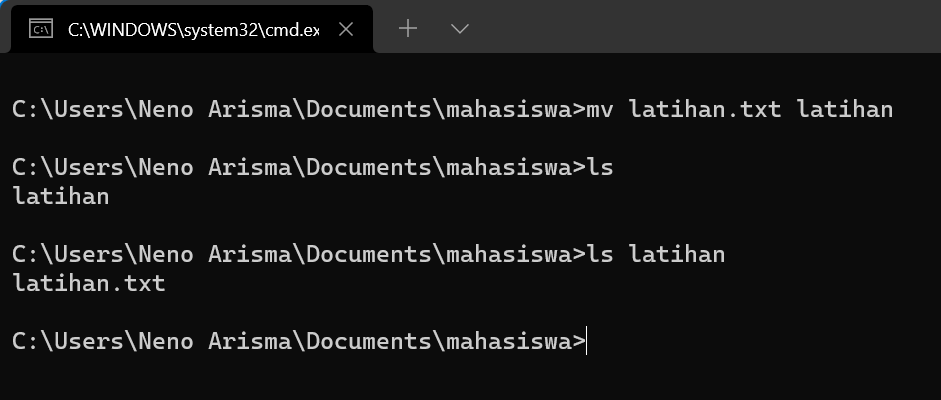 C:\WINDOWS\system32\cmd.ex
C:\Users\Neno Arisma\Documents\mahasiswa>mv latihan.txt latihan
C:\Users\Neno Arisma\Documents\mahasiswa>ls
latihan
C:\Users\Neno Arisma\Documents\mahasiswa>ls latihan
latihan.txt
C:\Users\Neno Arisma\Documents\mahasiswa>